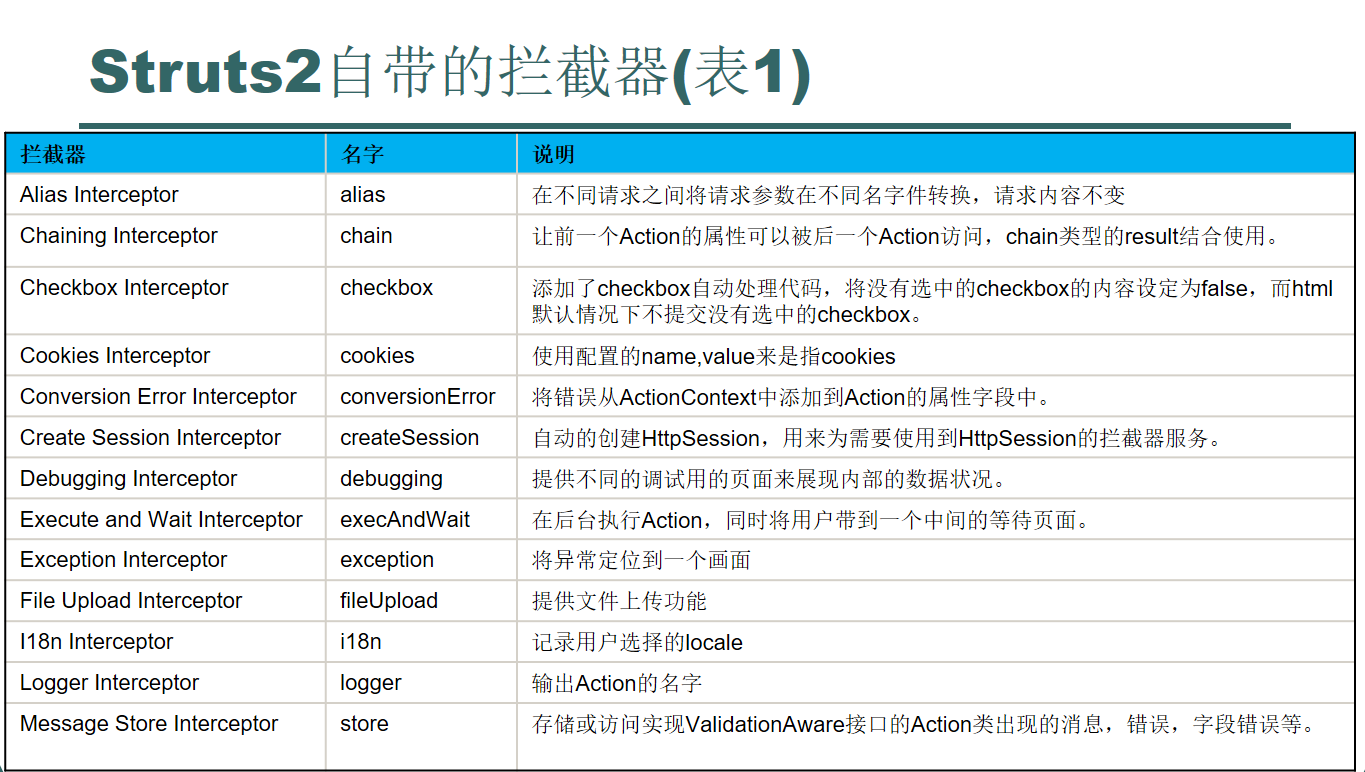 Struts2自带的拦截器(表1)
拦截器 名字 说明
Alias Interceptor alias 在不同请求之间将请求参数在不同名字件转换，请求内容不变
Chaining Interceptor chain 让前一个Action的属性可以被后一个Action访问，chain类型的result结合使用。
Checkbox Interceptor checkbox 添加了checkbox自动处理代码，将没有选中的checkbox的内容设定为false，而html
默认情况下不提交没有选中的checkbox。
Cookies Interceptor cookies 使用配置的name,value来是指cookies
Conversion Error Interceptor conversionError 将错误从ActionContext中添加到Action的属性字段中。
Create Session Interceptor createSession 自动的创建HttpSession，用来为需要使用到HttpSession的拦截器服务。
Debugging Interceptor debugging 提供不同的调试用的页面来展现内部的数据状况。
Execute and Wait Interceptor execAndWait 在后台执行Action，同时将用户带到一个中间的等待页面。
Exception Interceptor exception 将异常定位到一个画面
File Upload Interceptor fileUpload 提供文件上传功能
I18n Interceptor i18n 记录用户选择的locale
Logger Interceptor logger 输出Action的名字
Message Store Interceptor store 存储或访问实现ValidationAware接口的Action类出现的消息，错误，字段错误等。